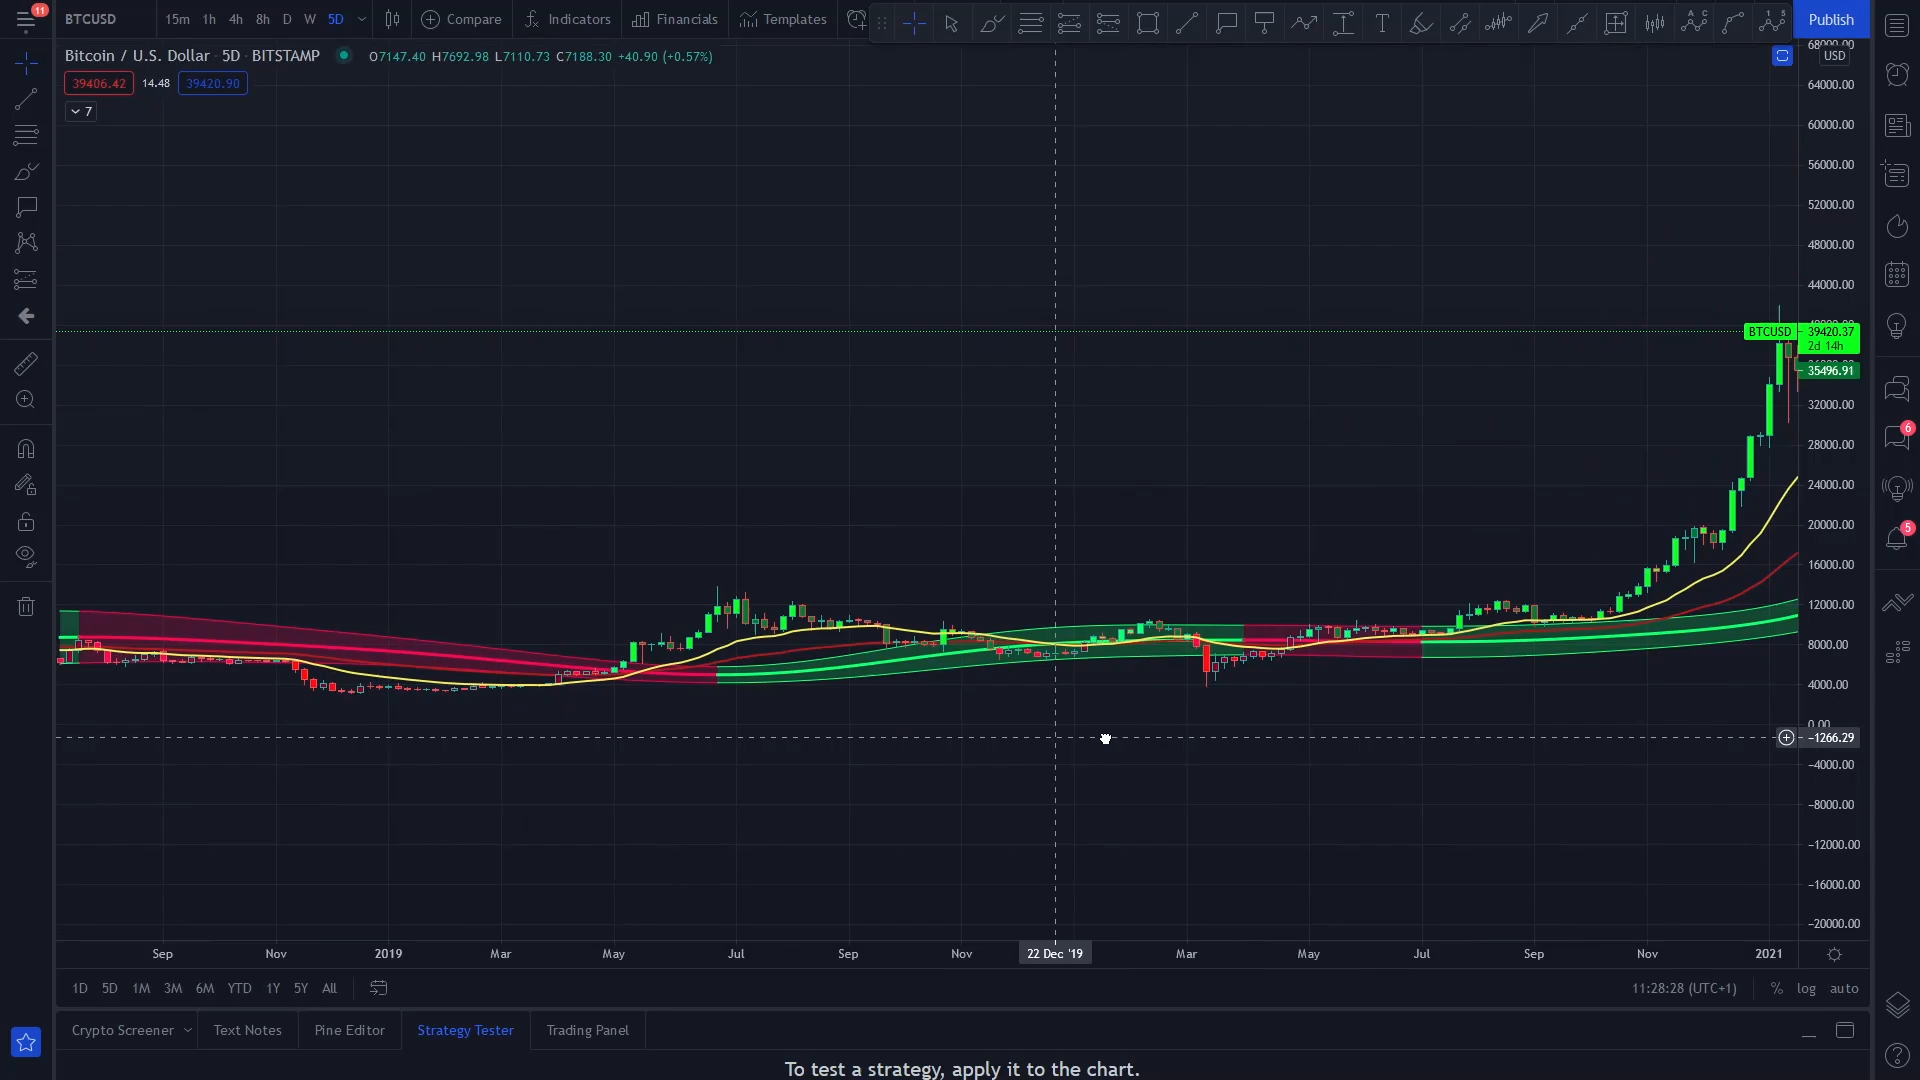 11
BTCUSD
15m 1h 4h 8h D W 5D
Compare
Indicators
Financials
Templates
Publish
Bitcoin / U.S. Dollar · 5D · BITSTAMP
O7147.40 H7692.98 L7110.73 C7188.30 +40.90 (+0.57%)
39406.42 14.48 39420.90
7
USD
68000.00
64000.00
60000.00
56000.00
52000.00
48000.00
44000.00
BTCUSD 39420.37
2d 14h
35496.91
32000.00
28000.00
24000.00
20000.00
16000.00
12000.00
8000.00
4000.00
0.00
−1266.29
−4000.00
−8000.00
−12000.00
−16000.00
−20000.00
6
5
Sep Nov 2019 Mar May Jul Sep Nov 22 Dec '19 Mar May Jul Sep Nov 2021
1D 5D 1M 3M 6M YTD 1Y 5Y All
11:28:28 (UTC+1) % log auto
Crypto Screener Text Notes Pine Editor Strategy Tester Trading Panel
To test a strategy, apply it to the chart.